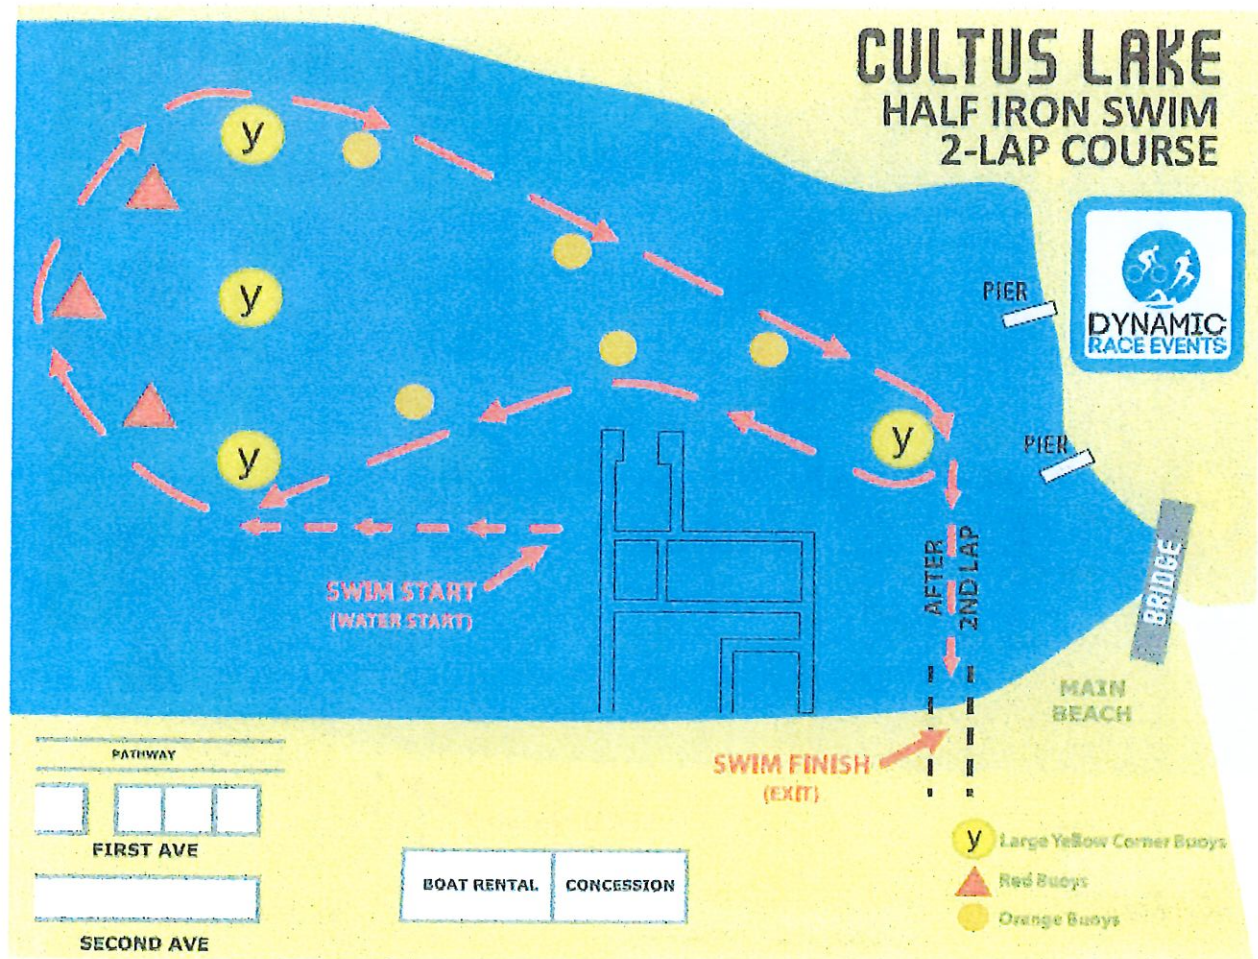 CULTUS LAKE
HALF IRON SWIM
2-LAP COURSE
y
y
y
y
PIER
DYNAMIC
RACE EVENTS
PIER
BRIDGE
AFTER
2ND LAP
SWIM START
(WATER START)
MAIN
BEACH
SWIM FINISH
(EXIT)
PATHWAY
FIRST AVE
SECOND AVE
BOAT RENTAL
CONCESSION
y Large Yellow Corner Buoys
Red Buoys
Orange Buoys